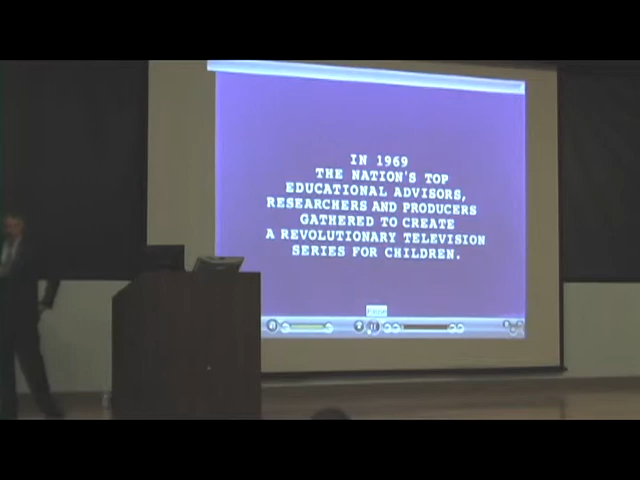 IN 1969
THE NATION'S TOP
EDUCATIONAL ADVISORS,
RESEARCHERS AND PRODUCERS
GATHERED TO CREATE
A REVOLUTIONARY TELEVISION
SERIES FOR CHILDREN.